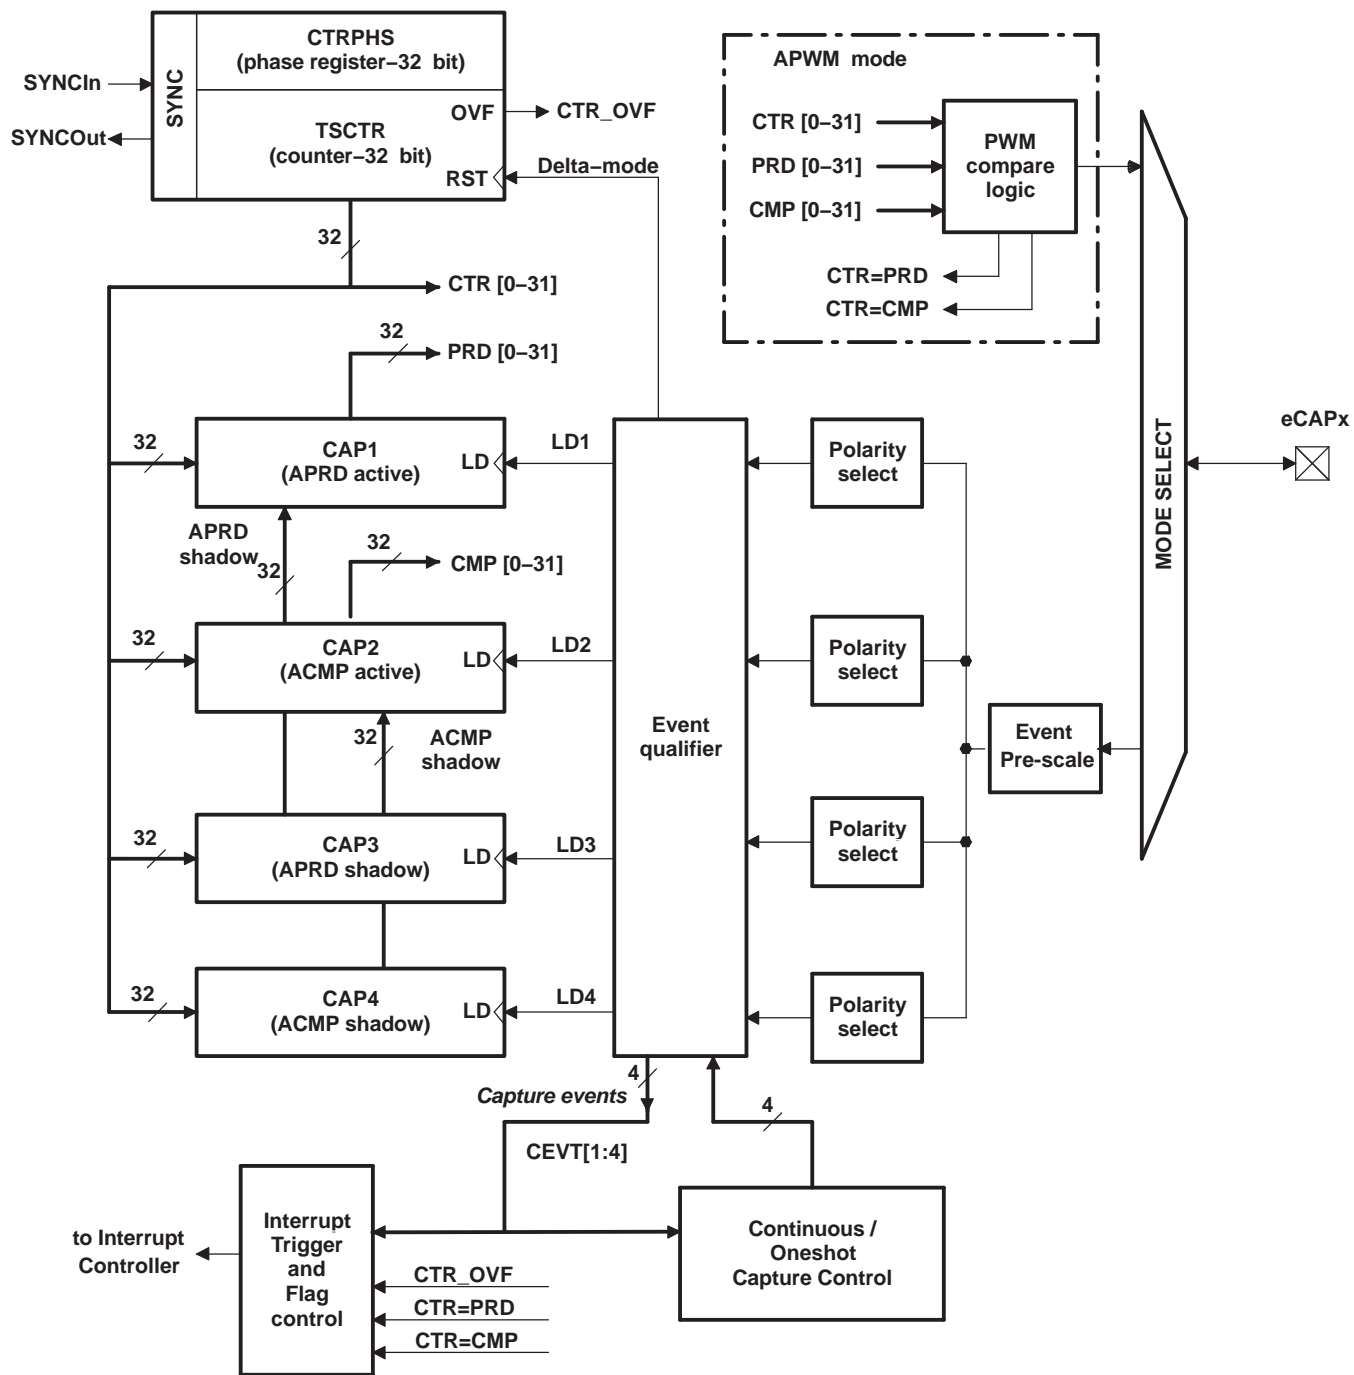 CTRPHS
(phase register−32 bit)
SYNC
SYNCIn
SYNCOut
OVF
CTR_OVF
TSCTR
(counter−32 bit)
RST
Delta−mode
32
CTR [0−31]
32
PRD [0−31]
APWM mode
CTR [0−31]
PRD [0−31]
CMP [0−31]
PWM
compare
logic
CTR=PRD
CTR=CMP
32
CAP1
(APRD active)
LD
LD1
Polarity
select
MODE SELECT
eCAPx
APRD
shadow
32
32
CMP [0−31]
32
CAP2
(ACMP active)
LD
LD2
Polarity
select
32
ACMP
shadow
Event
qualifier
Event
Pre-scale
32
CAP3
(APRD shadow)
LD
LD3
Polarity
select
32
CAP4
(ACMP shadow)
LD
LD4
Polarity
select
4
Capture events
CEVT[1:4]
4
to Interrupt
Controller
Interrupt
Trigger
and
Flag
control
CTR_OVF
CTR=PRD
CTR=CMP
Continuous /
Oneshot
Capture Control